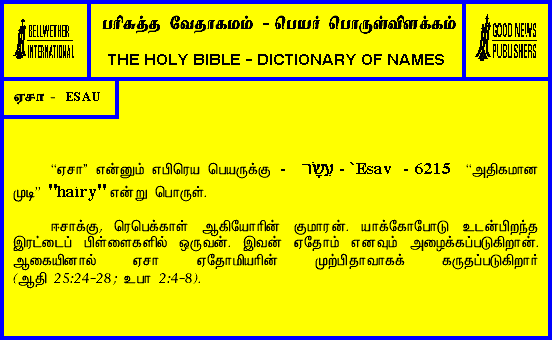 BELLWETHER
INTERNATIONAL
பரிசுத்த வேதாகமம் - பெயர் பொருள்விளக்கம்
THE HOLY BIBLE - DICTIONARY OF NAMES
GOOD NEWS
PUBLISHERS
ஏசா - ESAU
“ஏசா” என்னும் எபிரெய பெயருக்கு - עֵשָׂו - `Esav - 6215 “அதிகமான
முடி” "hairy" என்று பொருள்.
ஈசாக்கு, ரெபெக்காள் ஆகியோரின் குமாரன். யாக்கோபோடு உடன்பிறந்த
இரட்டைப் பிள்ளைகளில் ஒருவன். இவன் ஏதோம் எனவும் அழைக்கப்படுகிறான்.
ஆகையினால் ஏசா ஏதோமியரின் முற்பிதாவாகக் கருதப்படுகிறார்
(ஆதி 25:24-28; உபா 2:4-8).